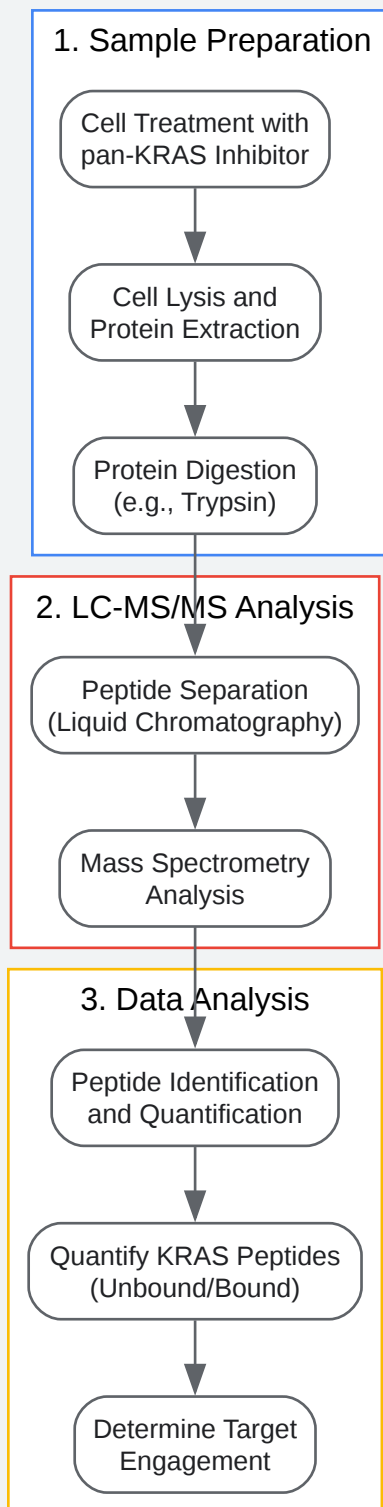 1. Sample Preparation
Cell Treatment with
pan-KRAS Inhibitor
Cell Lysis and
Protein Extraction
Protein Digestion
(e.g., Trypsin)
2. LC-MS/MS Analysis
Peptide Separation
(Liquid Chromatography)
Mass Spectrometry
Analysis
3. Data Analysis
Peptide Identification
and Quantification
Quantify KRAS Peptides
(Unbound/Bound)
Determine Target
Engagement